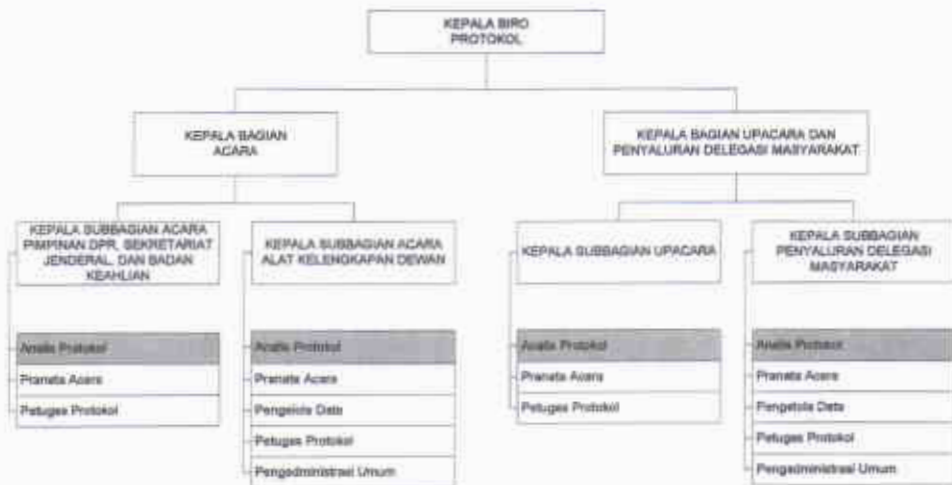 KEPALA BIRO
PROTOKOL
KEPALA BAGIAN
ACARA
KEPALA BAGIAN UPACARA DAN
PENYALURAN DELEGASI MASYARAKAT
KEPALA SUBBAGIAN ACARA
PIMPINAN DPR, SEKRETARIAT
JENDERAL, DAN BADAN
KEAHLIAN
KEPALA SUBBAGIAN ACARA
ALAT KELENGKAPAN DEWAN
KEPALA SUBBAGIAN UPACARA
KEPALA SUBBAGIAN
PENYALURAN DELEGASI
MASYARAKAT
Analis Protokol
Pranata Acara
Petugas Protokol
Analis Protokol
Pranata Acara
Pengelola Data
Petugas Protokol
Pengadministrasi Umum
Analis Protokol
Pranata Acara
Petugas Protokol
Analis Protokol
Pranata Acara
Pengelola Data
Petugas Protokol
Pengadministrasi Umum